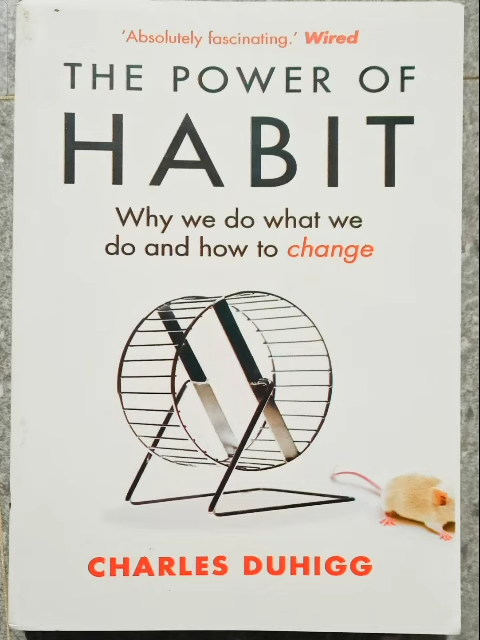 'Absolutely fascinating.' Wired
THE POWER OF
HABIT
Why we do what we
do and how to change
CHARLES DUHIGG